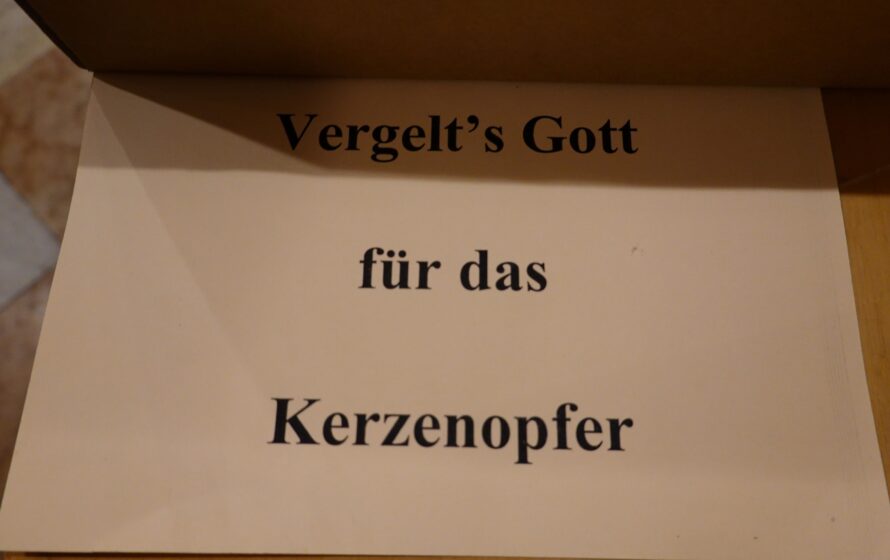 Vergelt’s Gott
für das
Kerzenopfer